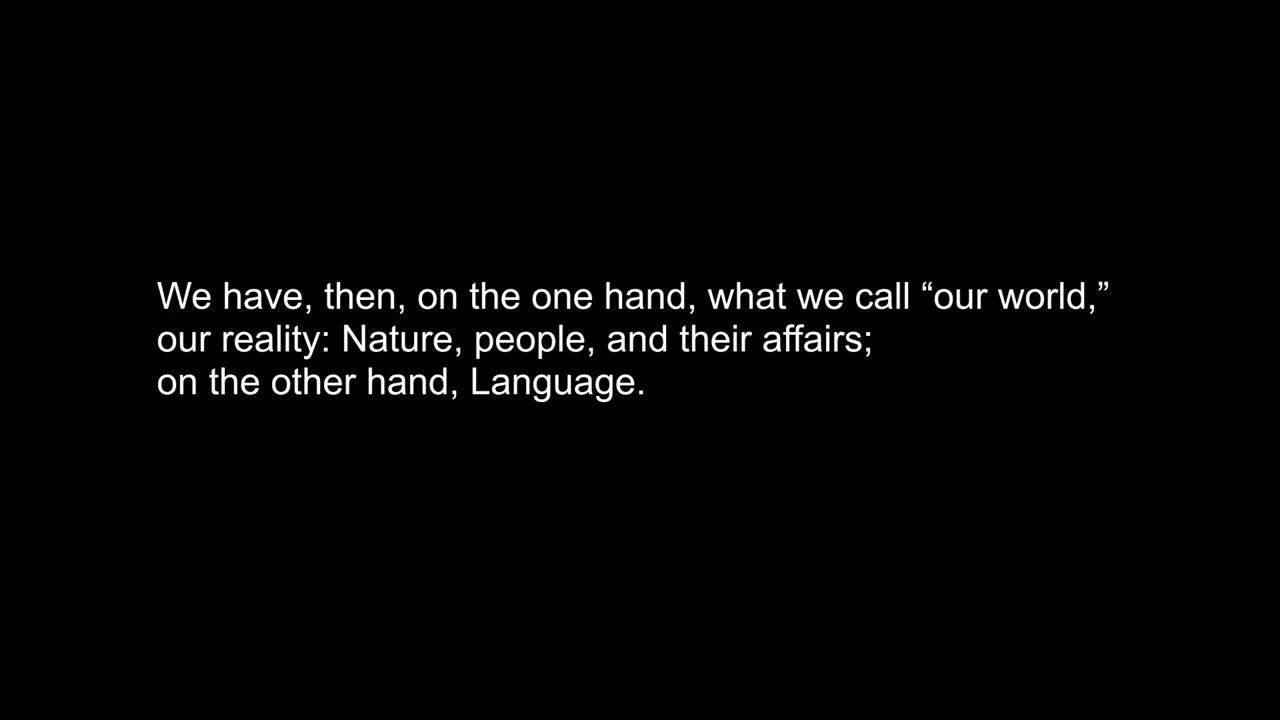 We have, then, on the one hand, what we call “our world,”
our reality: Nature, people, and their affairs;
on the other hand, Language.